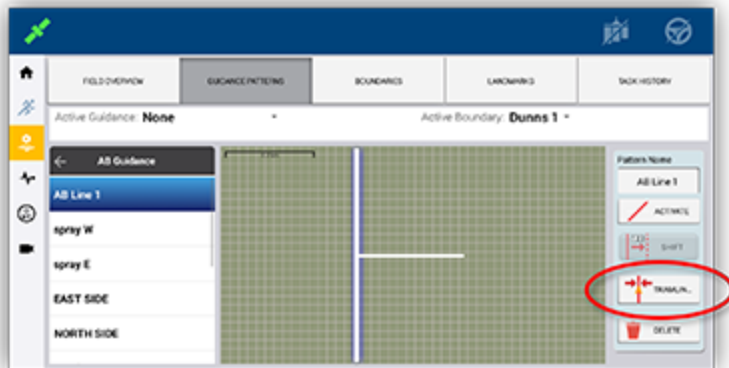 FIELD OVERVIEW
GUIDANCE PATTERNS
BOUNDARIES
LANDMARKS
TASK HISTORY
Active Guidance: None
Active Boundary: Dunns 1
AB Guidance
Pattern Name
AB Line 1
AB Line 1
ACTIVATE
spray W
SHIFT
spray E
TRAMLIN...
EAST SIDE
NORTH SIDE
DELETE